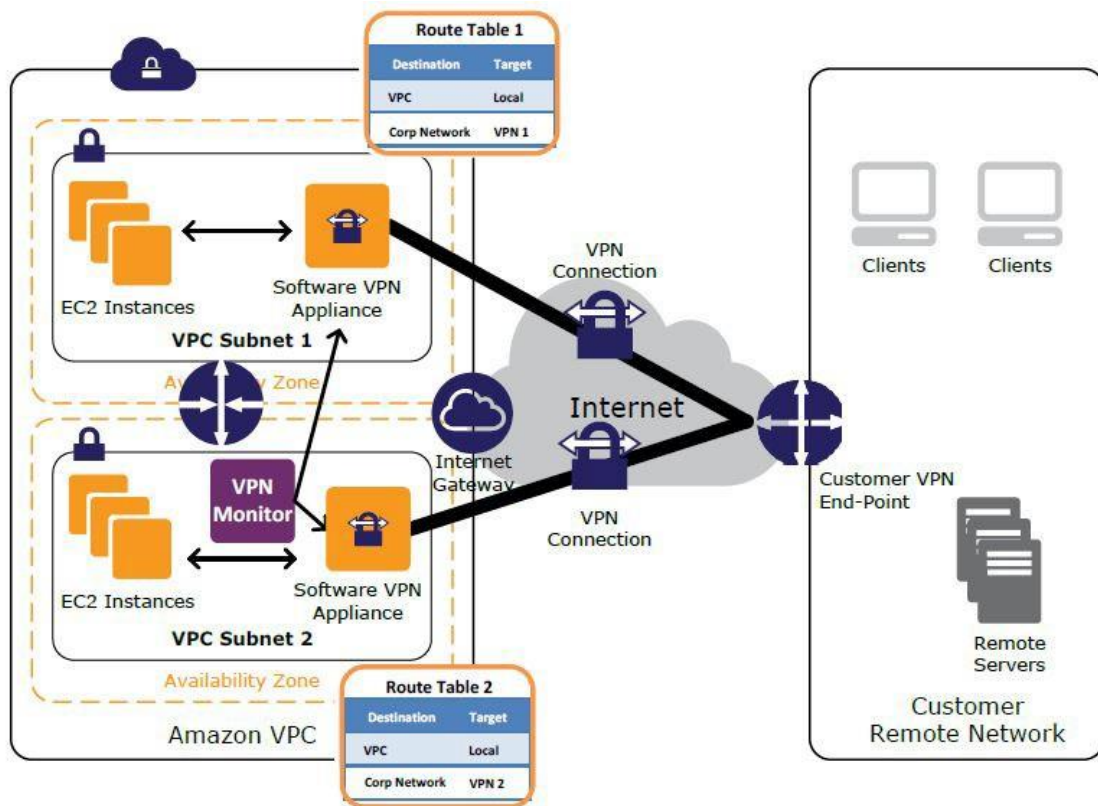 Route Table 1
Destination Target
VPC Local
Corp Network VPN 1
EC2 Instances
Software VPN
Appliance
VPC Subnet 1
Availability Zone
VPN
Monitor
EC2 Instances
Software VPN
Appliance
VPC Subnet 2
Availability Zone
Amazon VPC
Route Table 2
Destination Target
VPC Local
Corp Network VPN 2
Internet
Gateway
VPN
Connection
Internet
VPN
Connection
Customer VPN
End-Point
Clients Clients
Remote
Servers
Customer
Remote Network